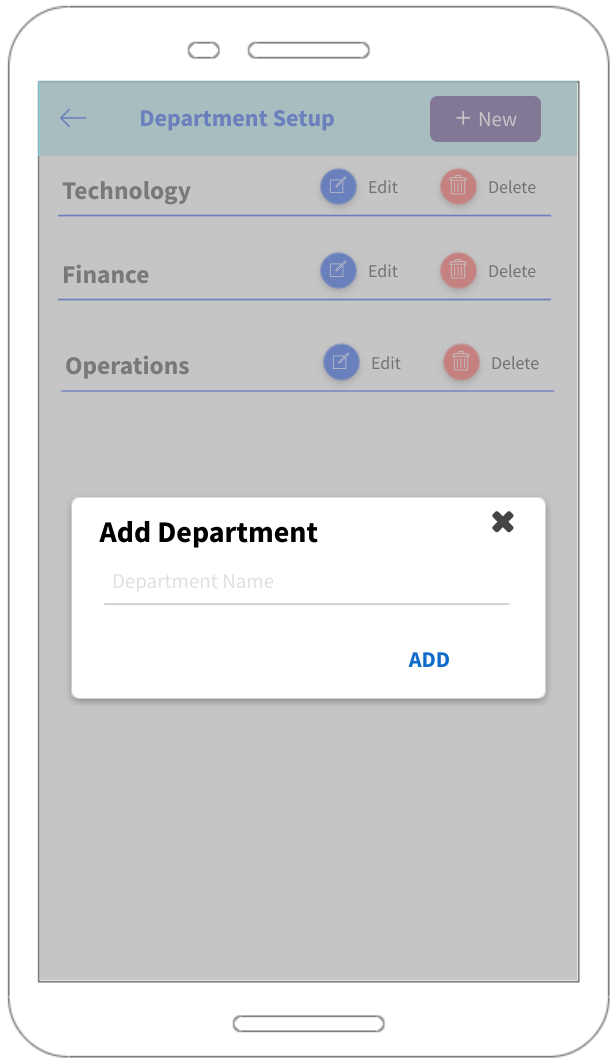 Department Setup
+ New
Technology
Edit
Delete
Finance
Edit
Delete
Operations
Edit
Delete
Add Department
Department Name
ADD